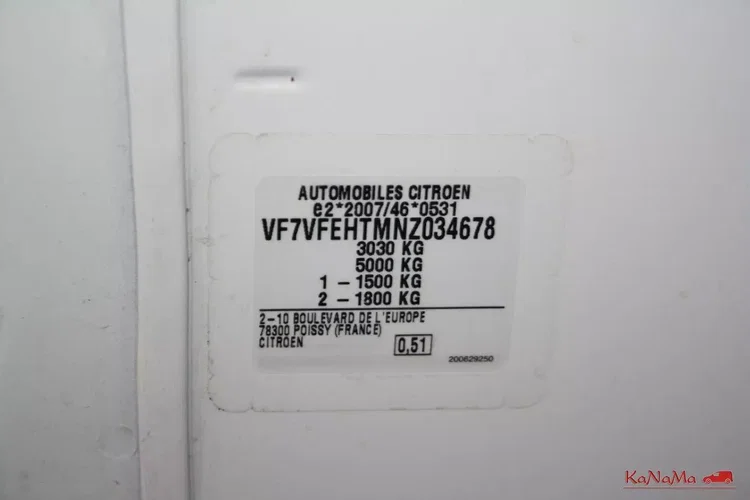 AUTOMOBILES CITROEN
e2*2007/46*0531
VF7VFEHTMNZ034678
3030 KG
5000 KG
1 – 1500 KG
2 – 1800 KG
2–10 BOULEVARD DE L'EUROPE
78300 POISSY (FRANCE)
CITROEN
0,51
200629250
KaNaMa